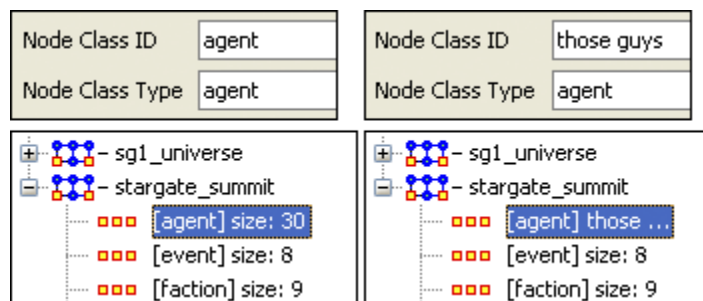 Node Class ID agent
Node Class Type agent
– sg1_universe
– stargate_summit
[agent] size: 30
[event] size: 8
[faction] size: 9
Node Class ID those guys
Node Class Type agent
– sg1_universe
– stargate_summit
[agent] those ...
[event] size: 8
[faction] size: 9